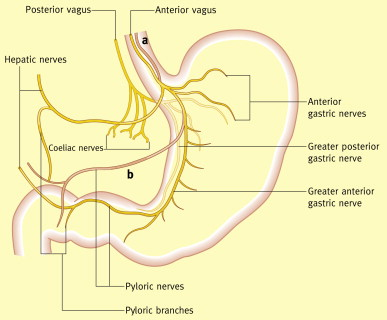 Posterior vagus
Anterior vagus
a
Hepatic nerves
Anterior
gastric nerves
Coeliac nerves
Greater posterior
gastric nerve
b
Greater anterior
gastric nerve
Pyloric nerves
Pyloric branches